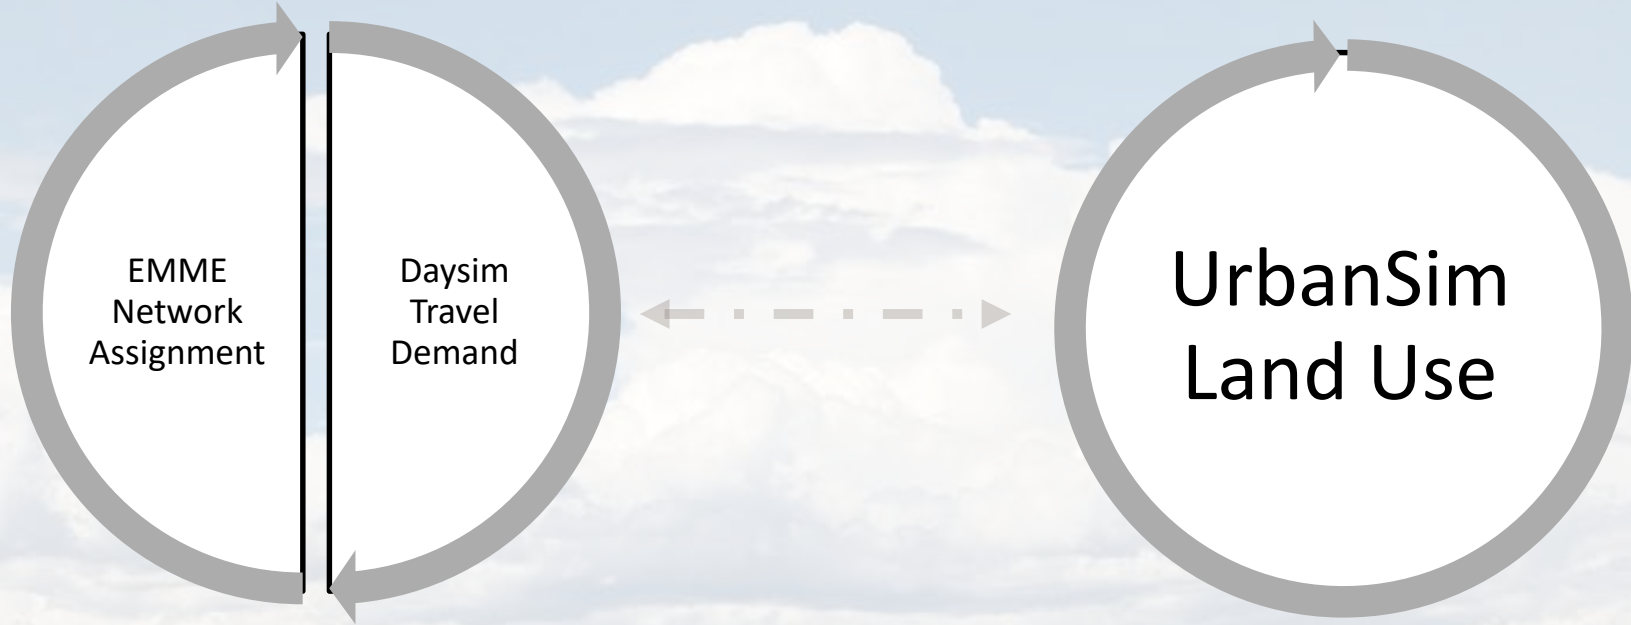 EMME
Network
Assignment
Daysim
Travel
Demand
UrbanSim
Land Use